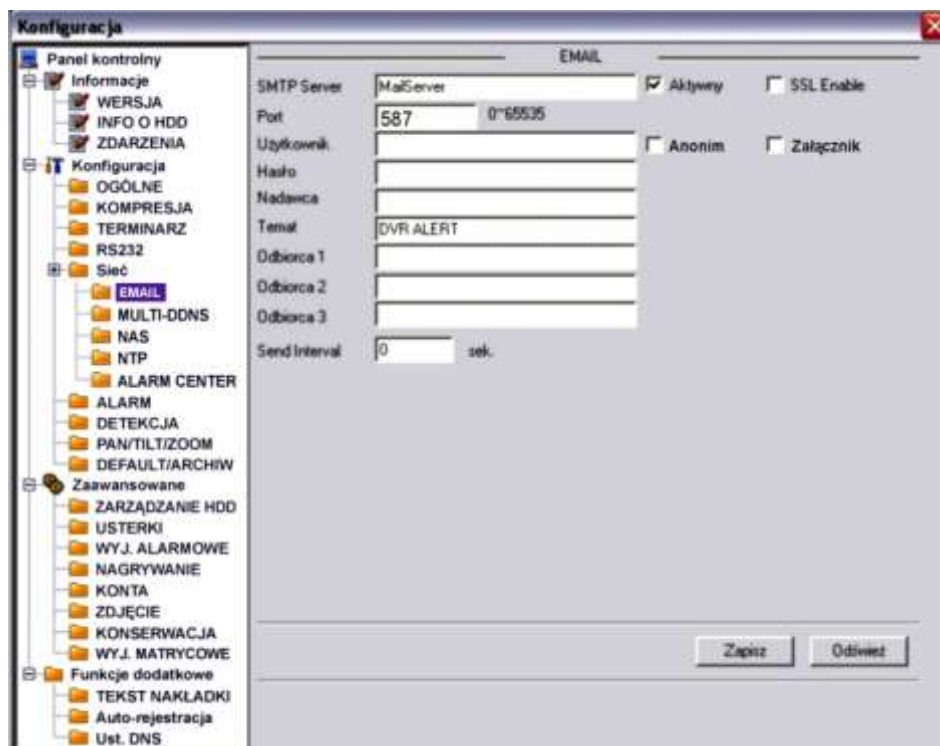 Konfiguracja
Panel kontrolny
Informacje
WERSJA
INFO O HDD
ZDARZENIA
Konfiguracja
OGÓLNE
KOMPRESJA
TERMINARZ
RS232
Sieć
EMAIL
MULTI-DDNS
NAS
NTP
ALARM CENTER
ALARM
DETEKCJA
PAN/TILT/ZOOM
DEFAULT/ARCHIW
Zaawansowane
ZARZĄDZANIE HDD
USTERKI
WYJ. ALARMOWE
NAGRYWANIE
KONTA
ZDJĘCIE
KONSERWACJA
WYJ. MATRYCOWE
Funkcje dodatkowe
TEKST NAKŁADKI
Auto-rejestracja
Ust. DNS
EMAIL
SMTP Server MailServer Aktywny SSL Enable
Port 587 0~65535
Użytkownik Anonim Załącznik
Hasło
Nadawca
Temat DVR ALERT
Odbiorca 1
Odbiorca 2
Odbiorca 3
Send Interval 0 sek.
Zapisz Odśwież